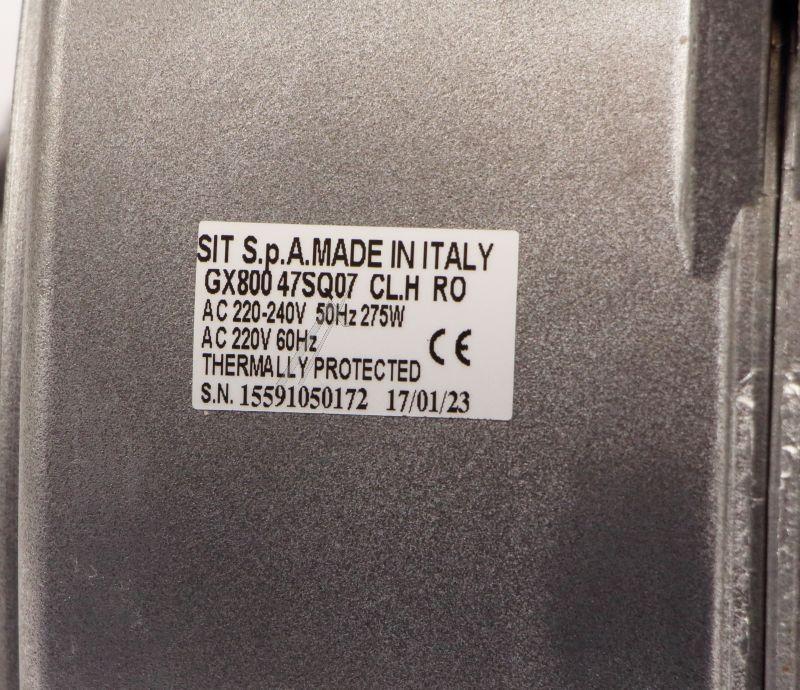 SIT S.p.A.MADE IN ITALY
GX800 47SQ07 CL.H RO
AC 220-240V 50Hz 275W
AC 220V 60Hz
CE
THERMALLY PROTECTED
S.N. 15591050172 17/01/23